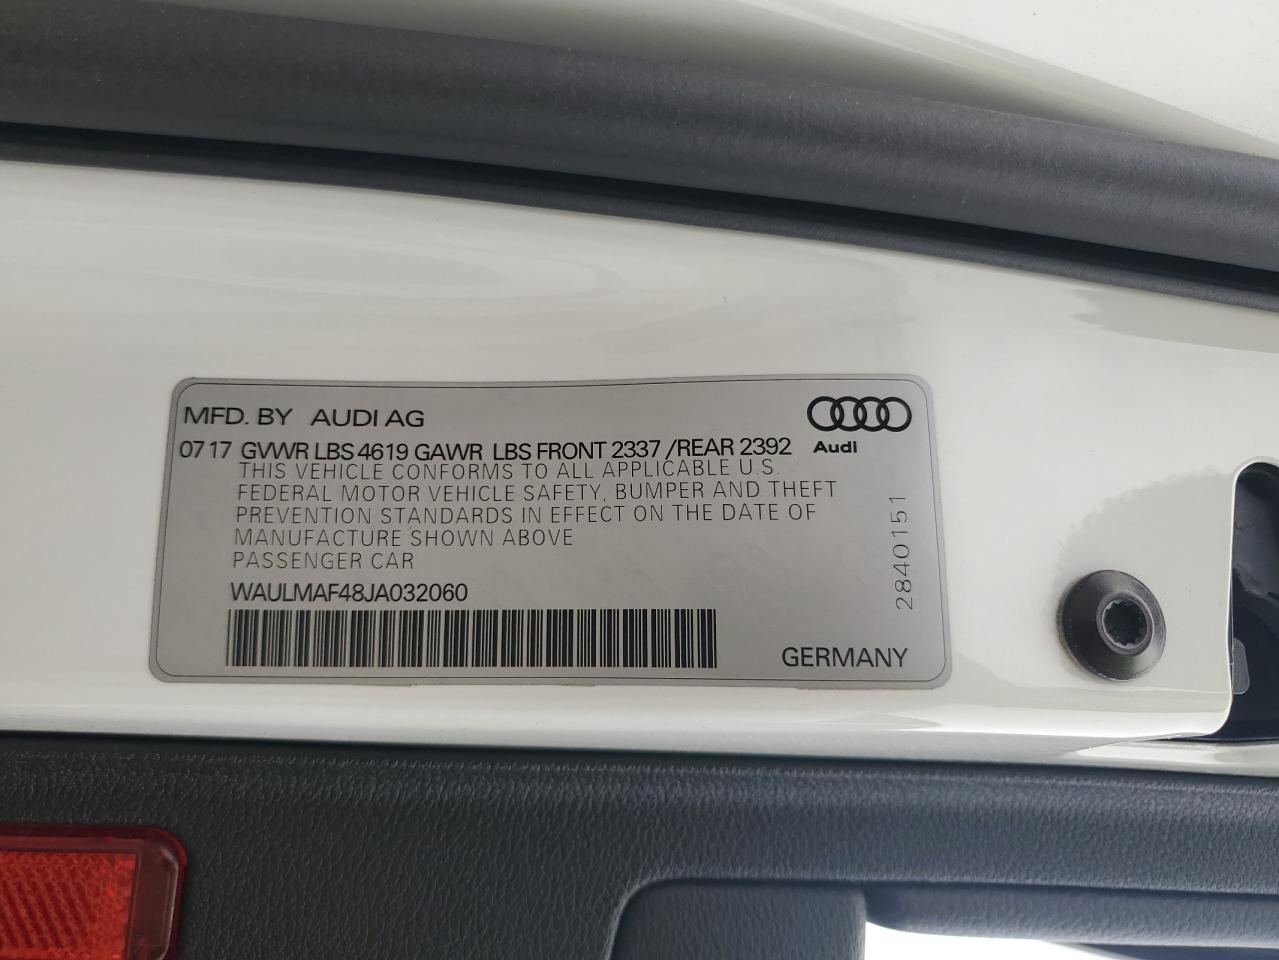 MFD. BY AUDI AG
07 17 GVWR LBS 4619 GAWR LBS FRONT 2337 /REAR 2392
Audi
THIS VEHICLE CONFORMS TO ALL APPLICABLE U.S.
FEDERAL MOTOR VEHICLE SAFETY, BUMPER AND THEFT
PREVENTION STANDARDS IN EFFECT ON THE DATE OF
MANUFACTURE SHOWN ABOVE
PASSENGER CAR
WAULMAF48JA032060
2840151
GERMANY